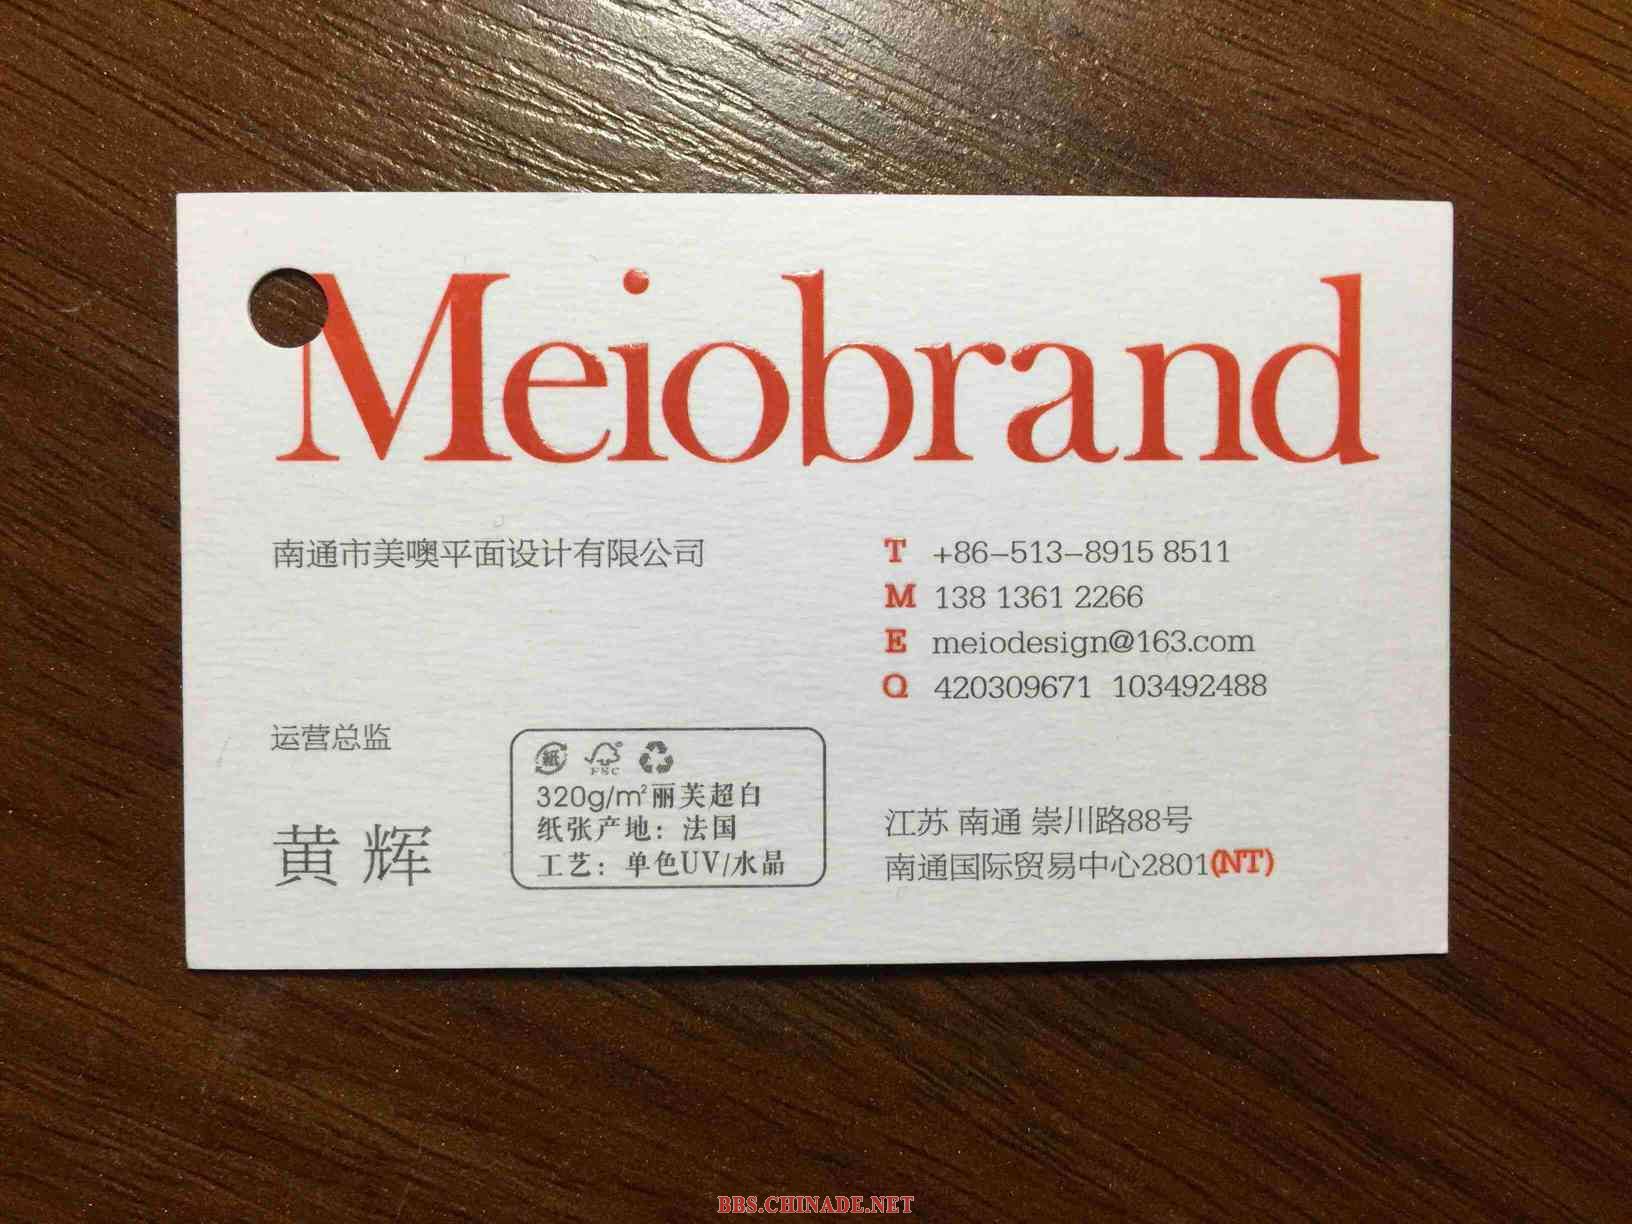 Meiobrand
南通市美噢平面设计有限公司
T +86-513-8915 8511
M 138 1361 2266
E meiodesign@163.com
Q 420309671 103492488
运营总监
黄 辉
紙 FSC
320g/m²丽芙超白
纸张产地：法国
工艺：单色UV/水晶
江苏 南通 崇川路88号
南通国际贸易中心2801(NT)
BBS.CHINADE.NET